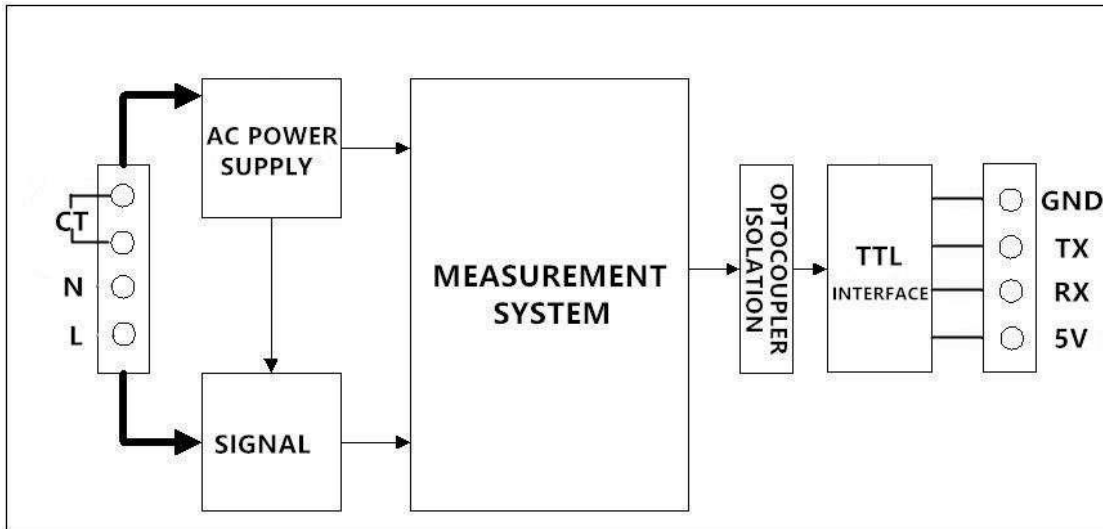 AC POWER
SUPPLY
CT
N
L
SIGNAL
MEASUREMENT
SYSTEM
OPTOCOUPLER
ISOLATION
TTL
INTERFACE
GND
TX
RX
5V